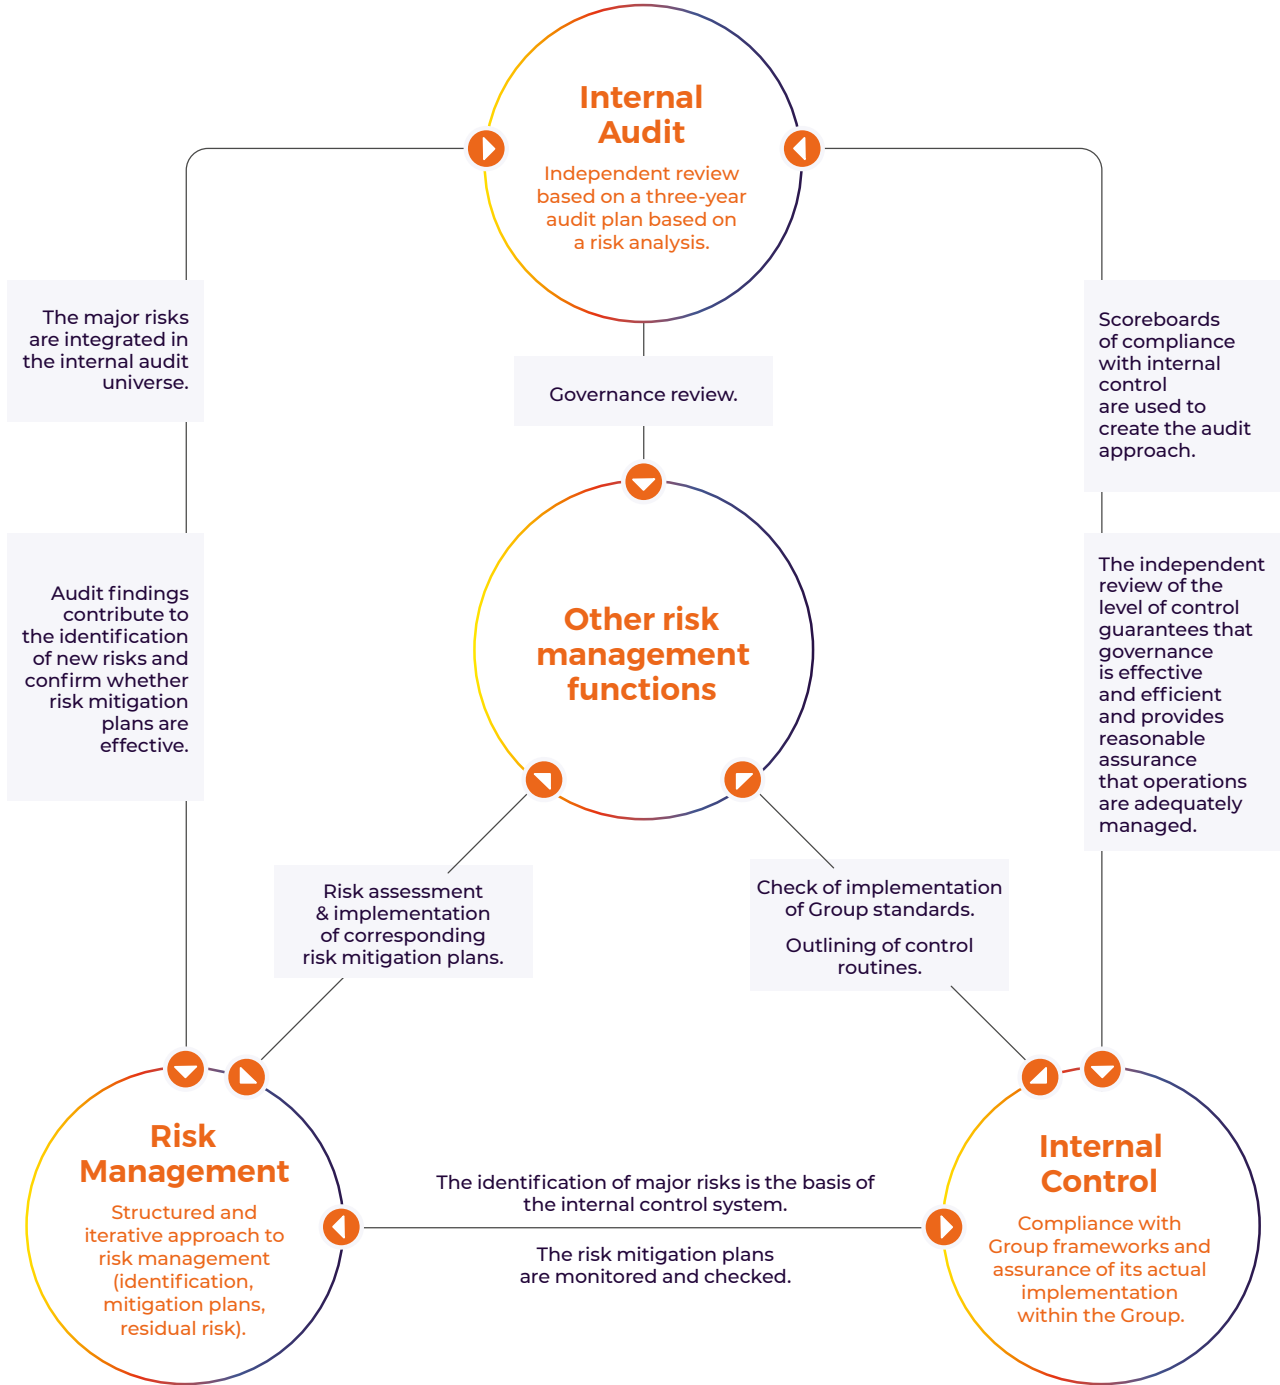 Internal
Audit
Independent review
based on a three-year
audit plan based on
a risk analysis.
The major risks
are integrated in
the internal audit
universe.
Governance review.
Scoreboards
of compliance
with internal
control
are used to
create the audit
approach.
Audit findings
contribute to
the identification
of new risks and
confirm whether
risk mitigation
plans are
effective.
Other risk
management
functions
The independent
review of the
level of control
guarantees that
governance
is effective
and efficient
and provides
reasonable
assurance
that operations
are adequately
managed.
Risk assessment
& implementation
of corresponding
risk mitigation plans.
Check of implementation
of Group standards.
Outlining of control
routines.
Risk
Management
Structured and
iterative approach to
risk management
(identification,
mitigation plans,
residual risk).
The identification of major risks is the basis of
the internal control system.
The risk mitigation plans
are monitored and checked.
Internal
Control
Compliance with
Group frameworks and
assurance of its actual
implementation
within the Group.